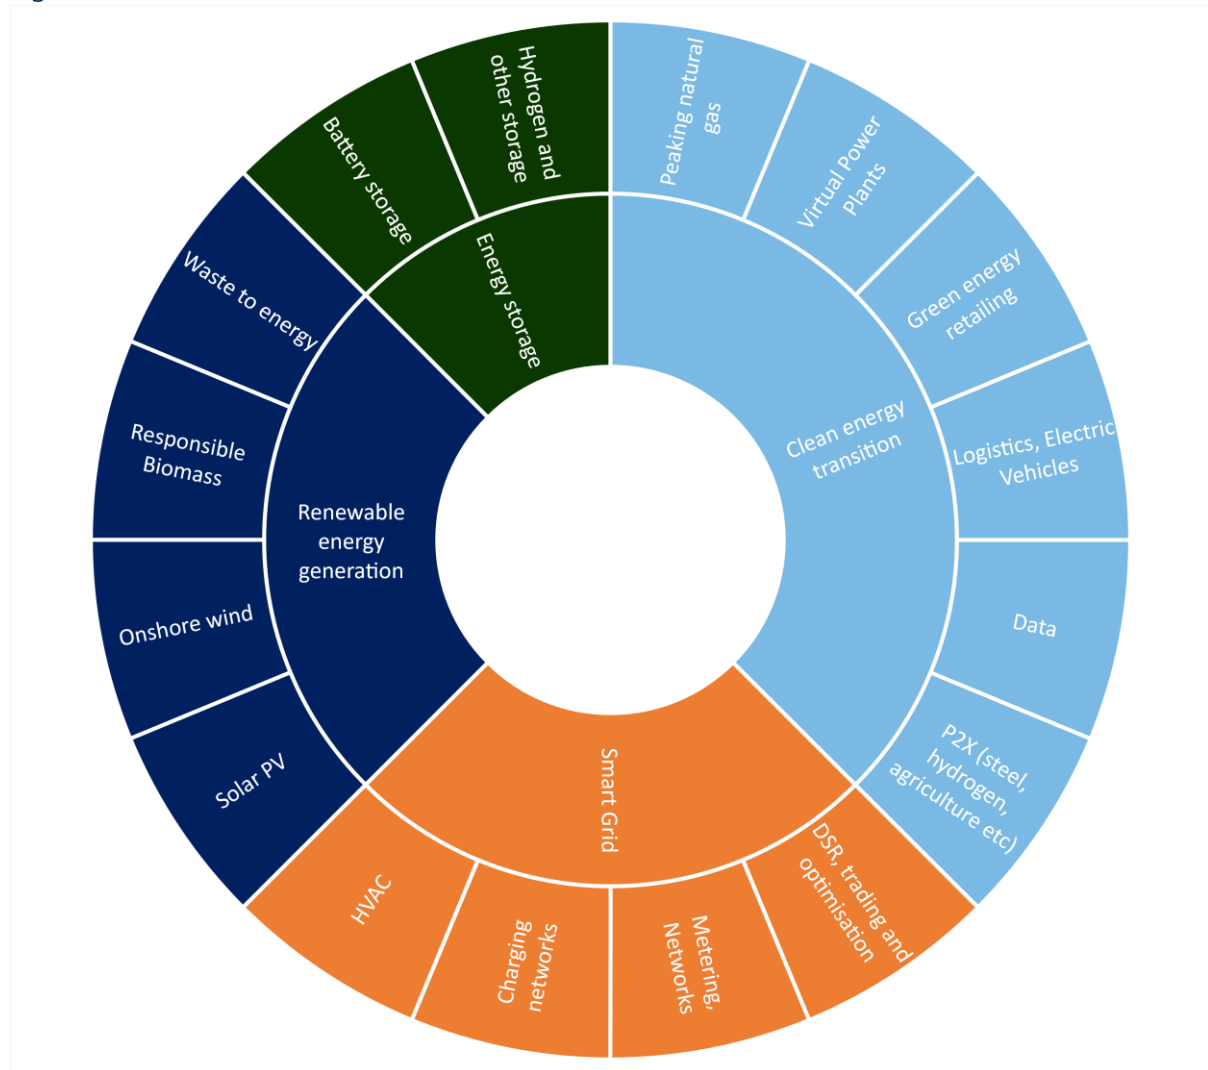 Hydrogen and
other storage
Peaking natural
gas
Battery storage
Virtual Power
Plants
Energy storage
Waste to energy
Green energy
retailing
Clean energy
transition
Responsible
Biomass
Logistics, Electric
Vehicles
Renewable
energy
generation
Onshore wind
Data
Solar PV
Smart Grid
P2X (steel,
hydrogen,
agriculture etc)
HVAC
Charging
networks
Metering,
Networks
DSR, trading and
optimisation